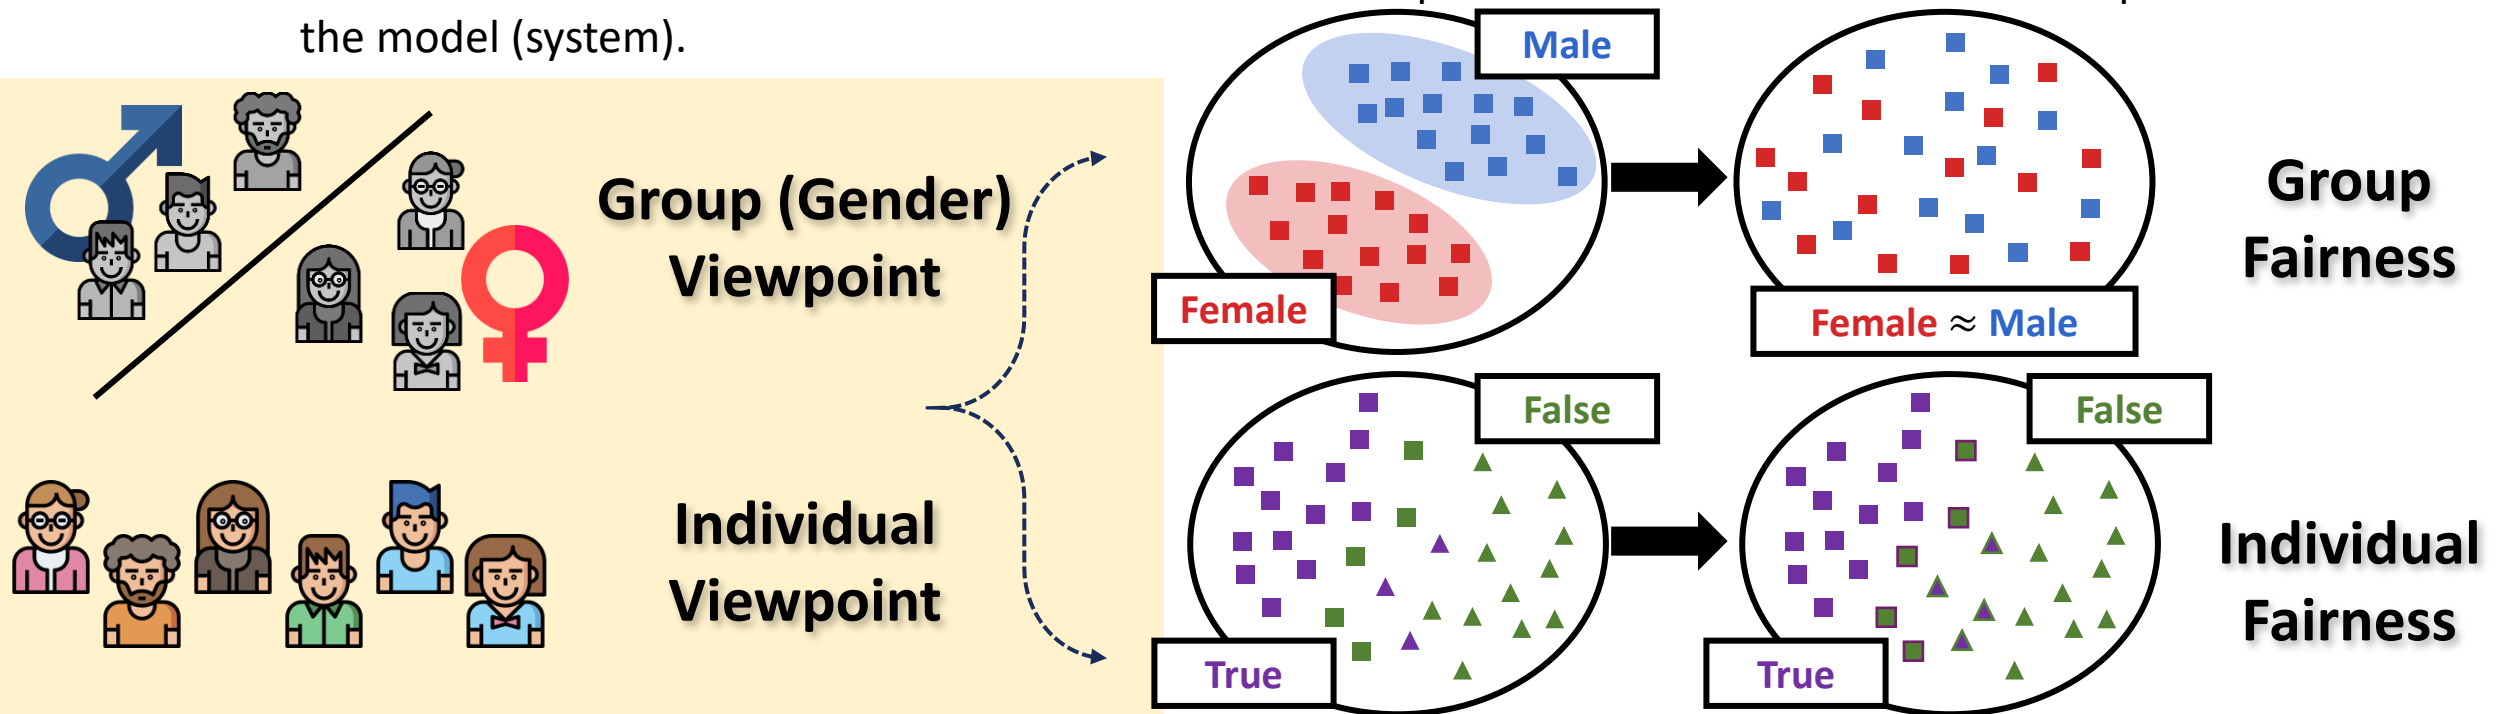 the model (system).
Group (Gender)
Viewpoint
Individual
Viewpoint
Male
Female
Female ≈ Male
Group
Fairness
False
True
False
True
Individual
Fairness